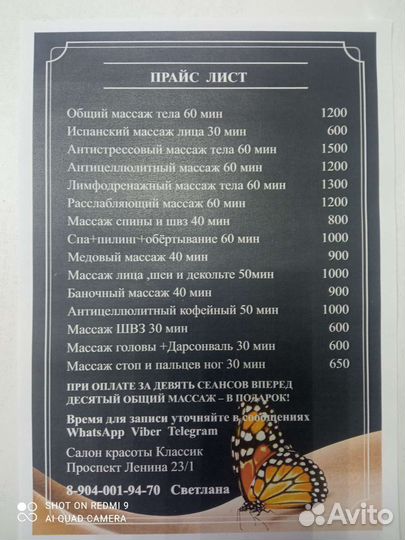 ПРАЙС ЛИСТ
Общий массаж тела 60 мин 1200
Испанский массаж лица 30 мин 600
Антистрессовый массаж тела 60 мин 1500
Антицеллюлитный массаж 60 мин 1200
Лимфодренажный массаж тела 60 мин 1300
Расслабляющий массаж 60 мин 1200
Массаж спины и швз 40 мин 800
Спа+пилинг+обёртывание 60 мин 1000
Медовый массаж 40 мин 900
Массаж лица ,шеи и декольте 50мин 1000
Баночный массаж 40 мин 900
Антицеллюлитный кофейный 50 мин 1000
Массаж ШВЗ 30 мин 600
Массаж головы +Дарсонваль 30 мин 600
Массаж стоп и пальцев ног 30 мин 650
ПРИ ОПЛАТЕ ЗА ДЕВЯТЬ СЕАНСОВ ВПЕРЕД
ДЕСЯТЫЙ ОБЩИЙ МАССАЖ – В ПОДАРОК!
Время для записи уточняйте в сообщениях
WhatsApp Viber Telegram
Салон красоты Классик
Проспект Ленина 23/1
8-904-001-94-70 Светлана
SHOT ON REDMI 9
AI QUAD CAMERA
Avito